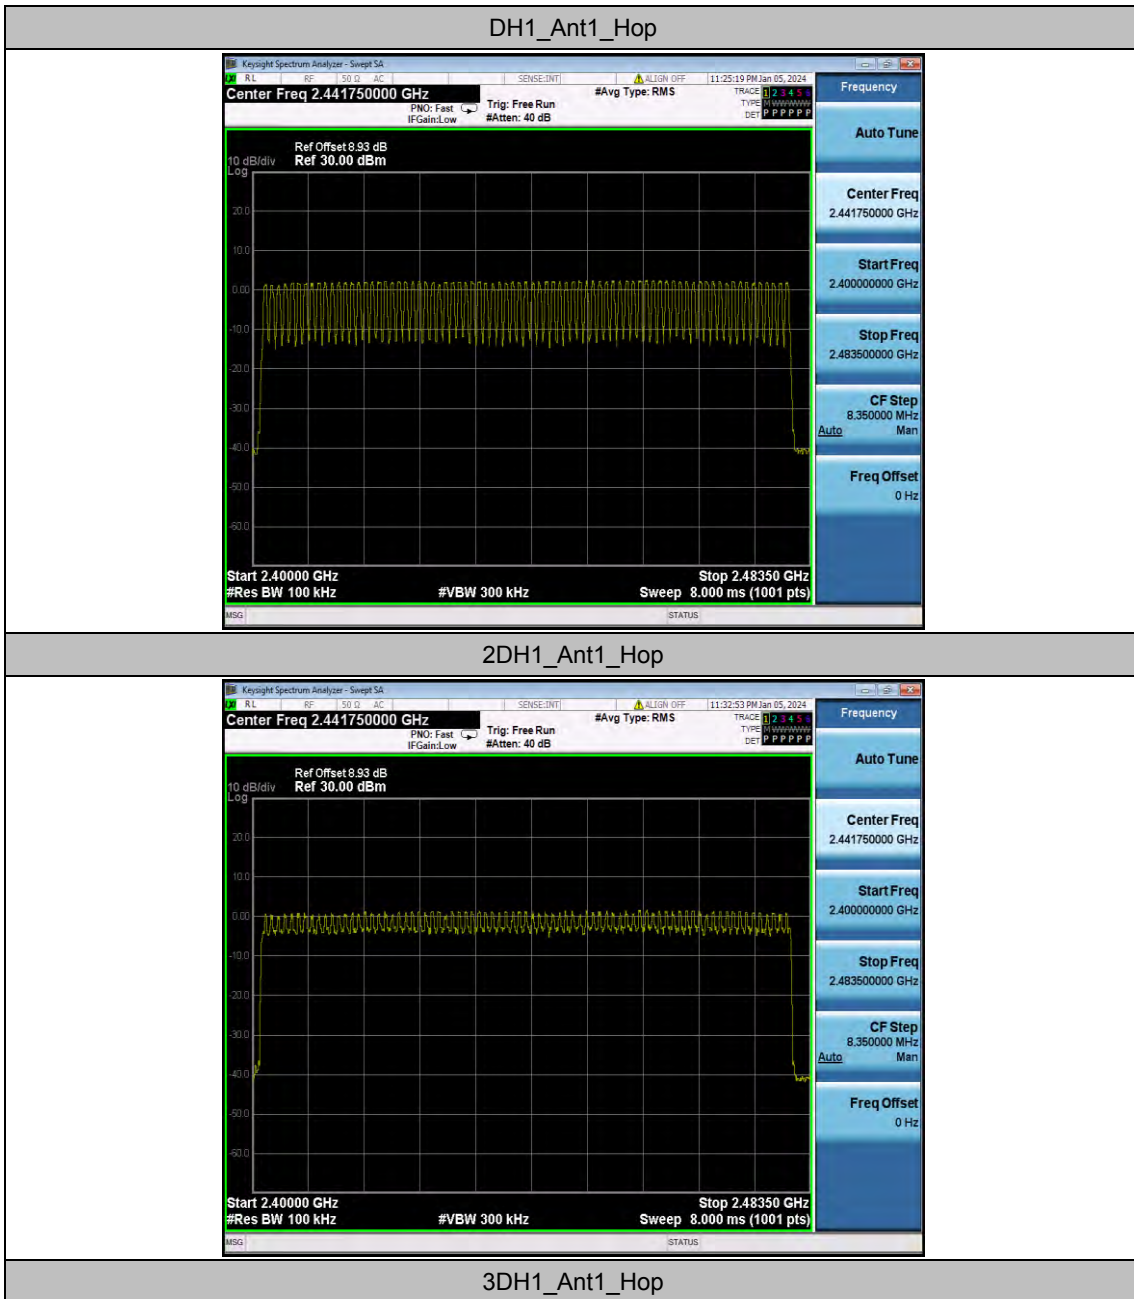 DH1_Ant1_Hop
Keysight Spectrum Analyzer - Swept SA
RL RF 50 Ω AC SENSE:INT ALIGN OFF 11:25:19 PM Jan 05, 2024
Center Freq 2.441750000 GHz #Avg Type: RMS TRACE 1 2 3 4 5 6
PNO: Fast Trig: Free Run TYPE M WWWWW
IFGain:Low #Atten: 40 dB DET P P P P P P
Frequency
Auto Tune
Ref Offset 8.93 dB
10 dB/div Ref 30.00 dBm
Log
20.0
10.0
0.00
-10.0
-20.0
-30.0
-40.0
-50.0
-60.0
Center Freq
2.441750000 GHz
Start Freq
2.400000000 GHz
Stop Freq
2.483500000 GHz
CF Step
8.350000 MHz
Auto Man
Freq Offset
0 Hz
Start 2.40000 GHz Stop 2.48350 GHz
#Res BW 100 kHz #VBW 300 kHz Sweep 8.000 ms (1001 pts)
MSG STATUS
2DH1_Ant1_Hop
Keysight Spectrum Analyzer - Swept SA
RL RF 50 Ω AC SENSE:INT ALIGN OFF 11:32:53 PM Jan 05, 2024
Center Freq 2.441750000 GHz #Avg Type: RMS TRACE 1 2 3 4 5 6
PNO: Fast Trig: Free Run TYPE M WWWWW
IFGain:Low #Atten: 40 dB DET P P P P P P
Frequency
Auto Tune
Ref Offset 8.93 dB
10 dB/div Ref 30.00 dBm
Log
20.0
10.0
0.00
-10.0
-20.0
-30.0
-40.0
-50.0
-60.0
Center Freq
2.441750000 GHz
Start Freq
2.400000000 GHz
Stop Freq
2.483500000 GHz
CF Step
8.350000 MHz
Auto Man
Freq Offset
0 Hz
Start 2.40000 GHz Stop 2.48350 GHz
#Res BW 100 kHz #VBW 300 kHz Sweep 8.000 ms (1001 pts)
MSG STATUS
3DH1_Ant1_Hop